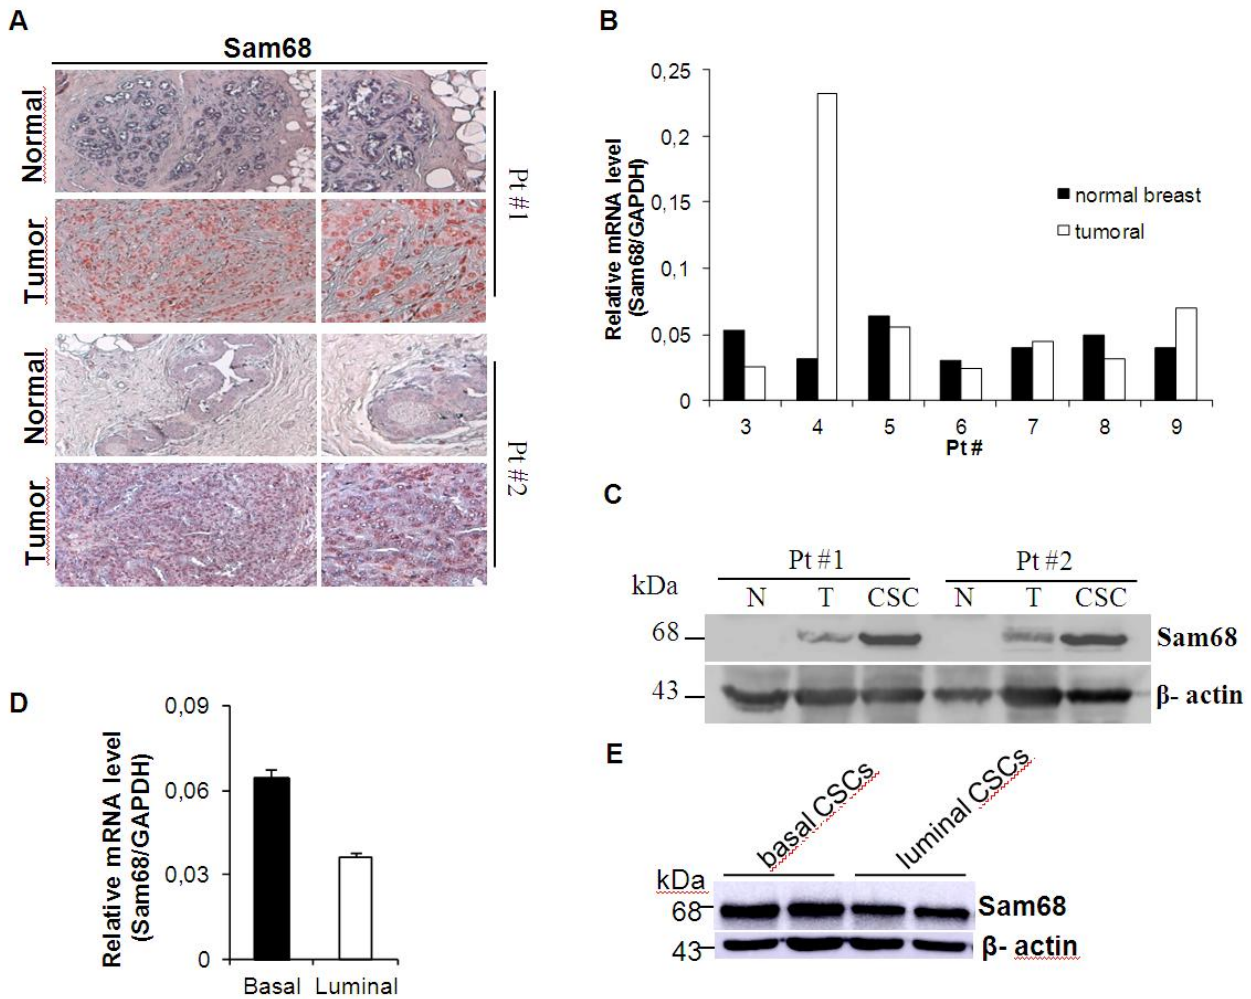 A
Sam68
Normal
Tumor
Pt #1
Normal
Tumor
Pt #2
B
Relative mRNA level
(Sam68/GAPDH)
0,25
0,2
0,15
0,1
0,05
0
normal breast
tumoral
3 4 5 6 7 8 9
Pt #
C
Pt #1 Pt #2
kDa
N T CSC N T CSC
68
Sam68
43
β- actin
D
Relative mRNA level
(Sam68/GAPDH)
0,09
0,06
0,03
0
Basal Luminal
E
basal CSCs
luminal CSCs
kDa
68
Sam68
43
β- actin